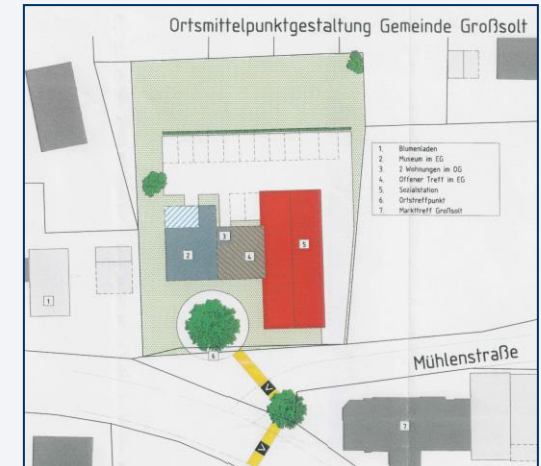 Ortsmittelpunktgestaltung Gemeinde Großsolt
1. Blumenladen
2. Museum im EG
3. 2 Wohnungen im OG
4. Offener Treff im EG
5. Sozialstation
6. Ortstreffpunkt
7. Markttreff Großsolt
3
2
4
5
1
6
Mühlenstraße
7